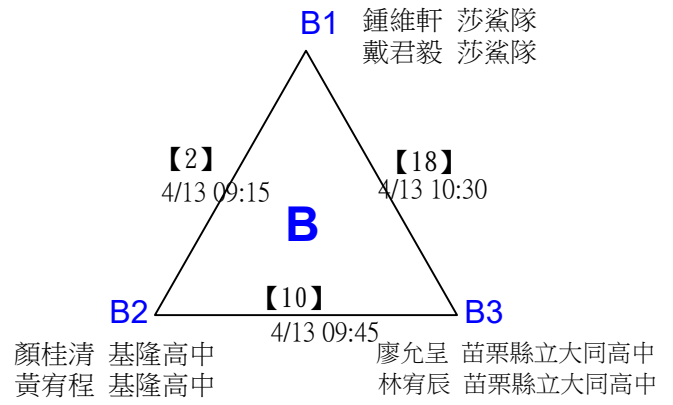 B1
鍾維軒 莎鯊隊
戴君毅 莎鯊隊
【2】
4/13 09:15
【18】
4/13 10:30
B
B2
【10】
4/13 09:45
B3
顏桂清 基隆高中
黃宥程 基隆高中
廖允呈 苗栗縣立大同高中
林宥辰 苗栗縣立大同高中